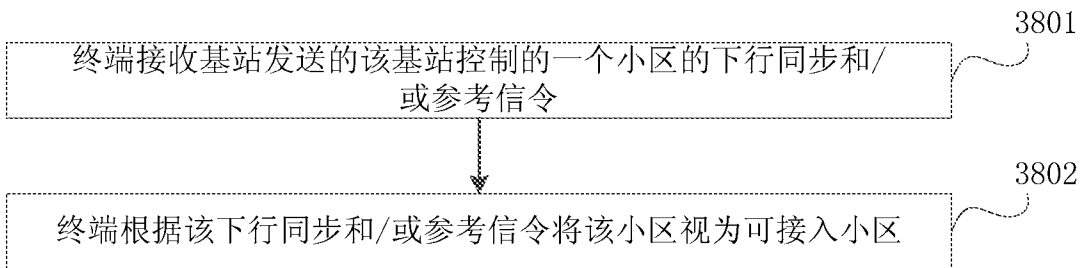 3801
终端接收基站发送的该基站控制的一个小区的下行同步和/
或参考信令
3802
终端根据该下行同步和/或参考信令将该小区视为可接入小区